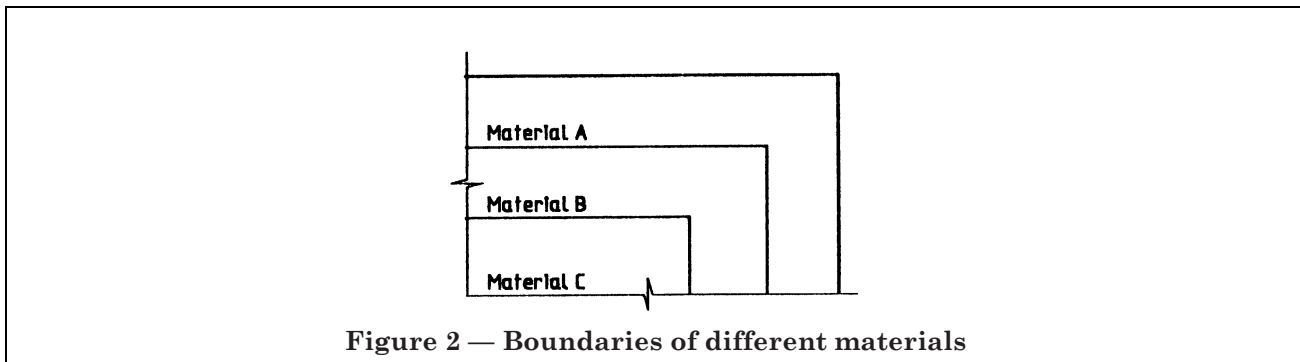 Material A
Material B
Material C
Figure 2 — Boundaries of different materials